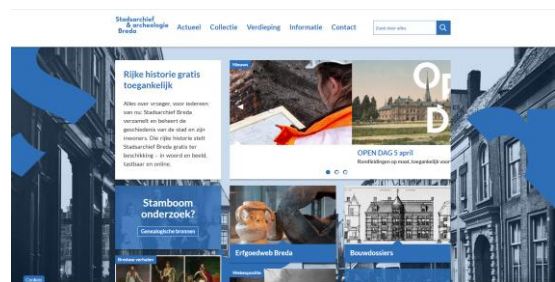 Stadsarchief
& archeologie
Breda
Actueel Collectie Verdieping Informatie Contact
Zoek door alles
Rijke historie gratis
toegankelijk
Alles over vroeger, voor iedereen
van nu: Stadsarchief Breda
verzamelt en beheert de
geschiedenis van de stad en zijn
inwoners. Die rijke historie stelt
Stadsarchief Breda gratis ter
beschikking – in woord en beeld,
tastbaar en online.
Nieuws
OPEN DAG 5 april
Rondleidingen op maat, toegankelijk voor
Stamboom
onderzoek?
Genealogische bronnen
Erfgoedweb Breda
Bouwdossiers
Bredase verhalen
Cookies